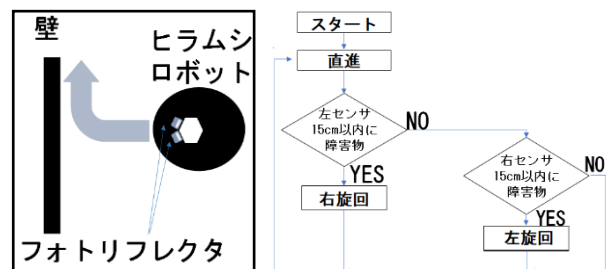 壁
ヒラムシ
ロボット
フォトリフレクタ
スタート
直進
左センサ
15cm以内に
障害物
NO
YES
右旋回
右センサ
15cm以内に
障害物
NO
YES
左旋回